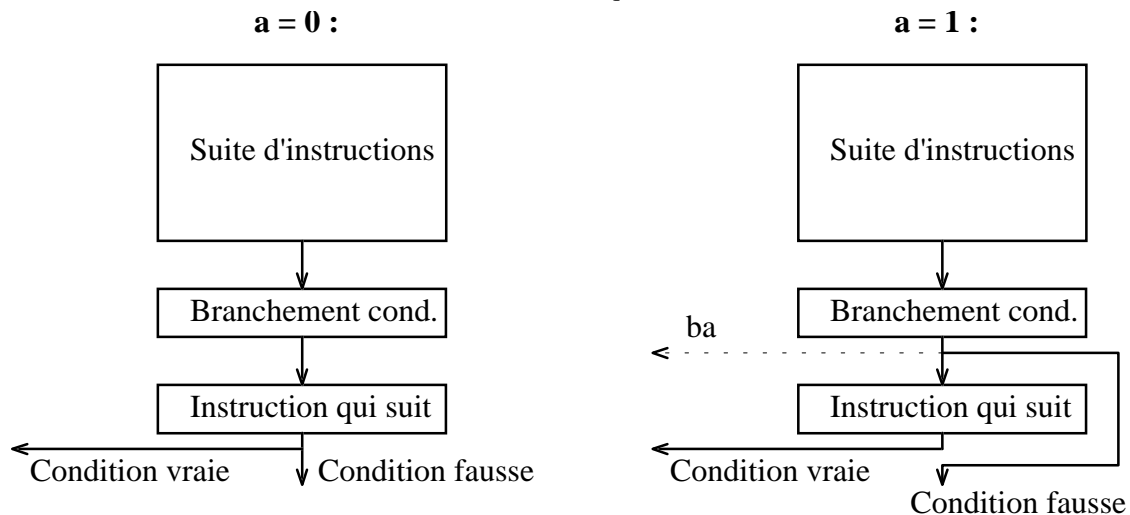 a = 0 :
a = 1 :
Suite d'instructions
Suite d'instructions
Branchement cond.
Branchement cond.
ba
Instruction qui suit
Instruction qui suit
Condition vraie
Condition fausse
Condition vraie
Condition fausse